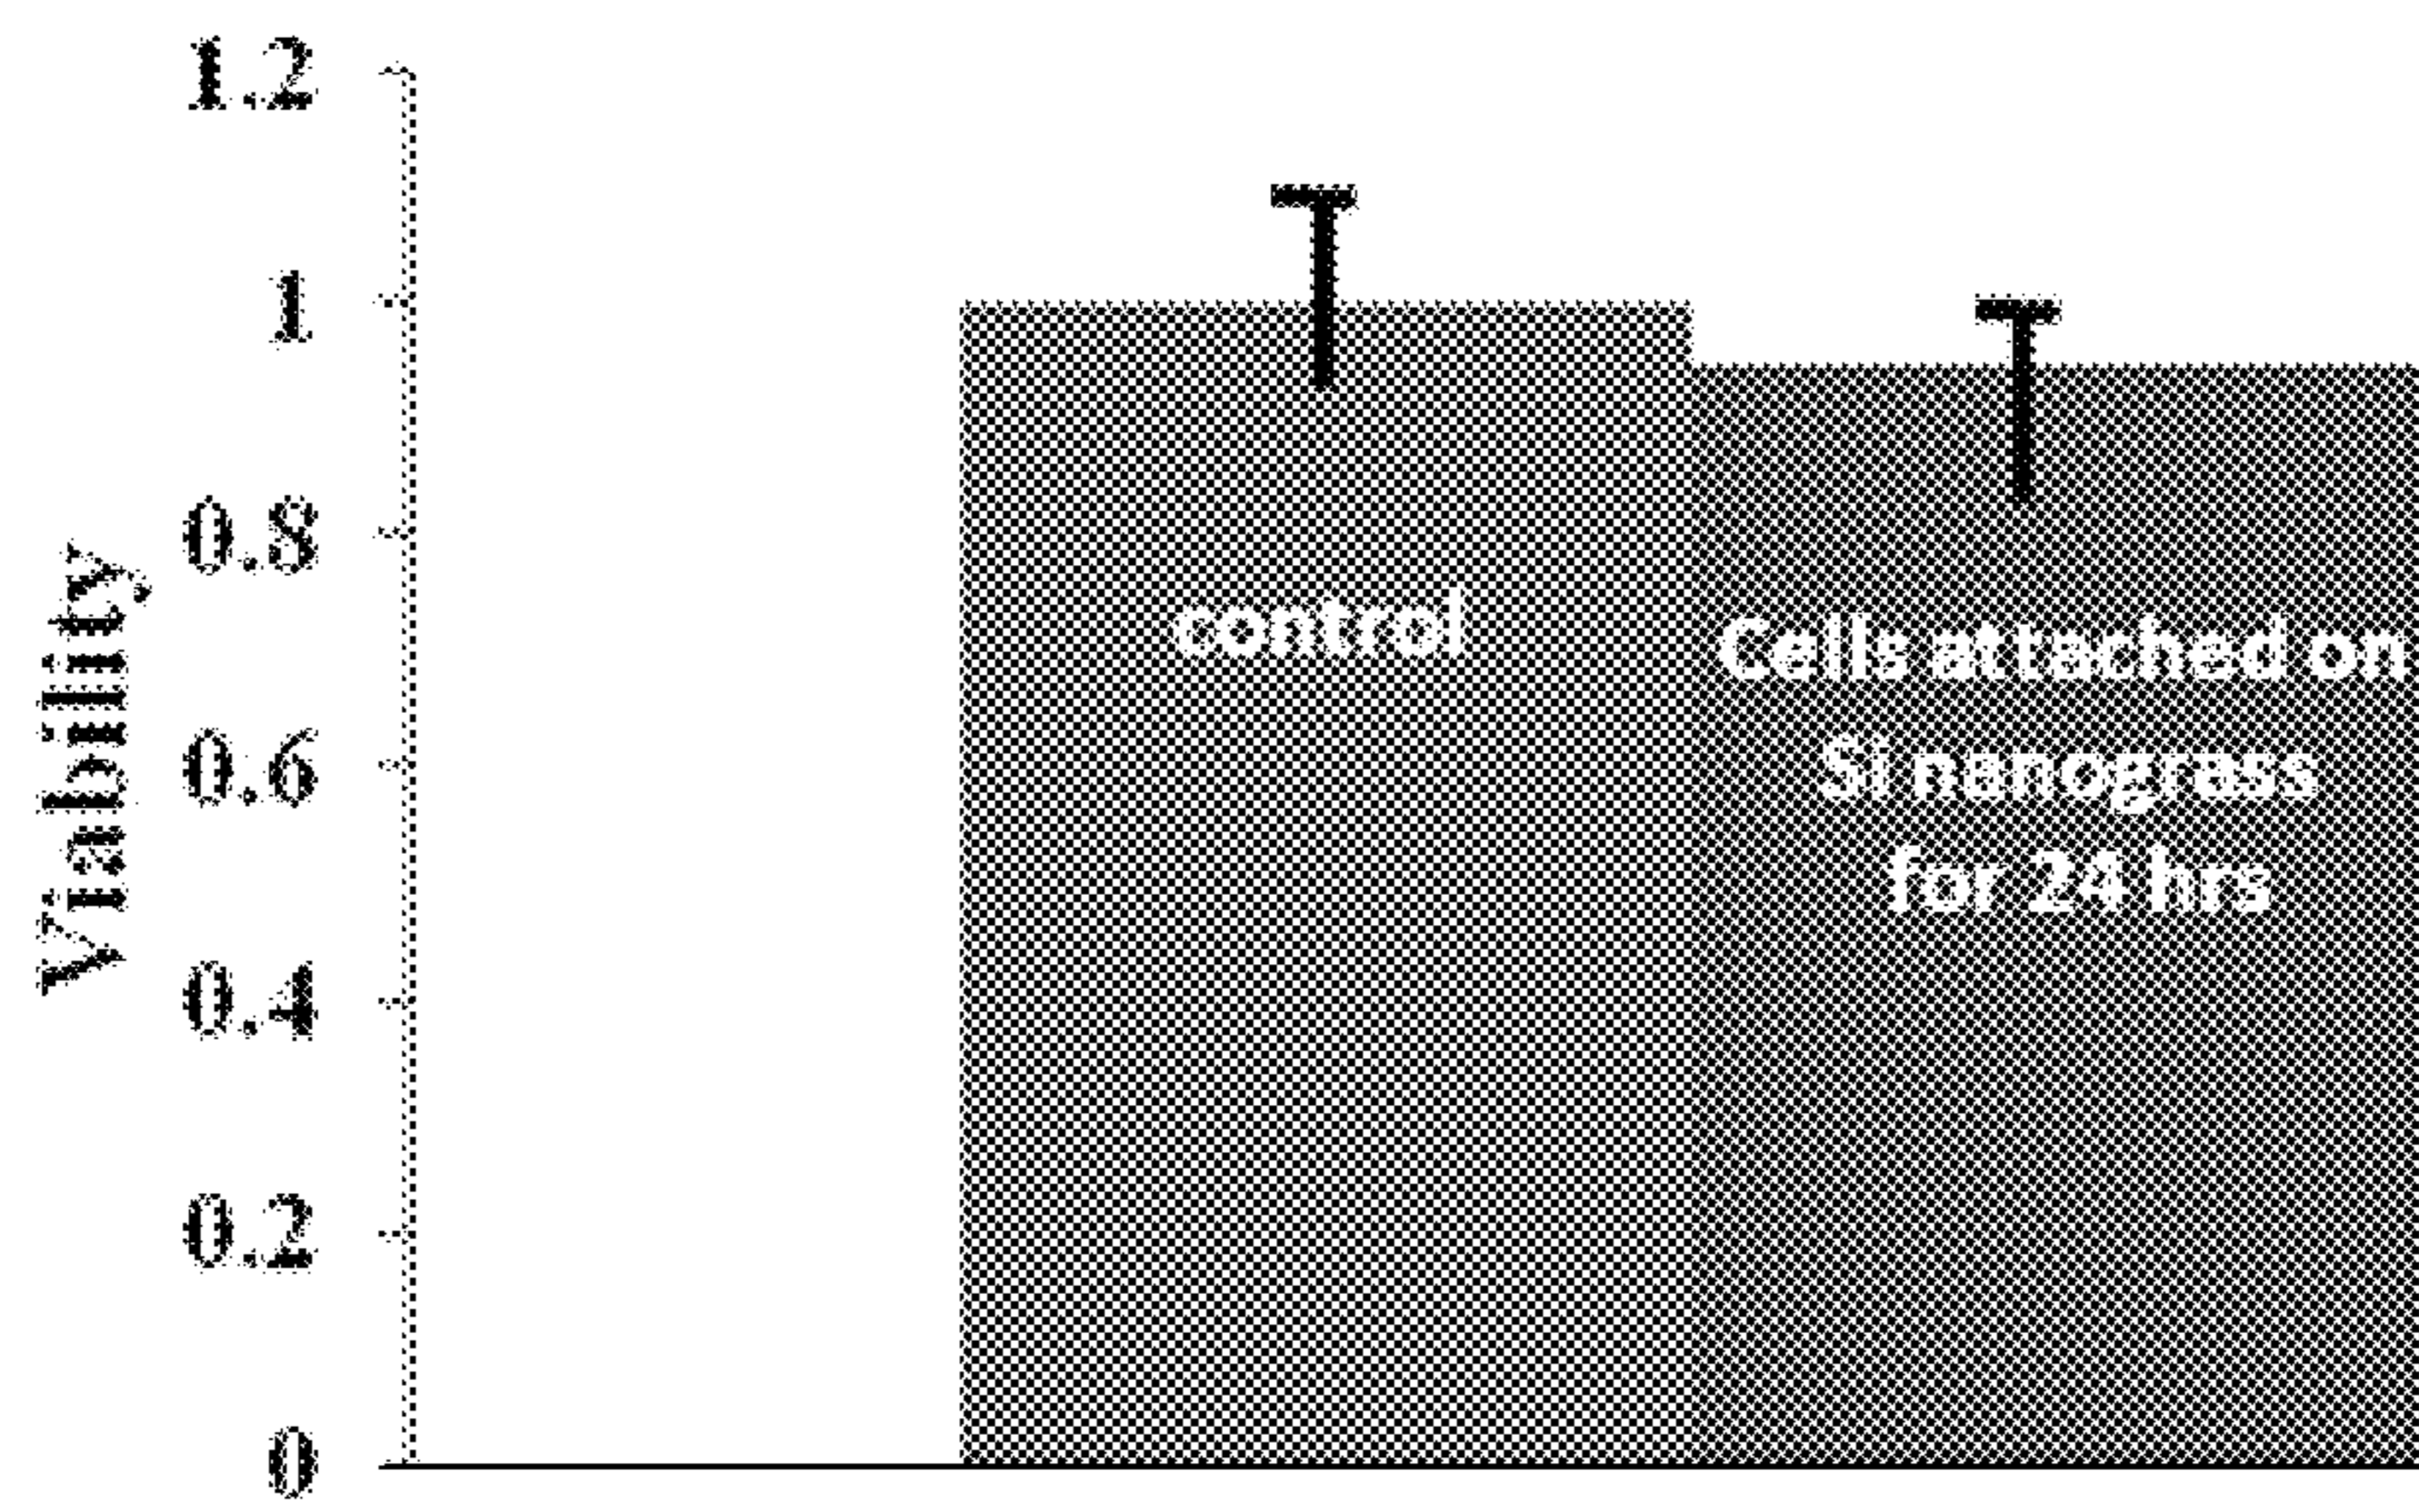 1.2
1
0.8
0.6
0.4
0.2
0
Viability
control
Cells attached on
Si nanograss
for 24 hrs